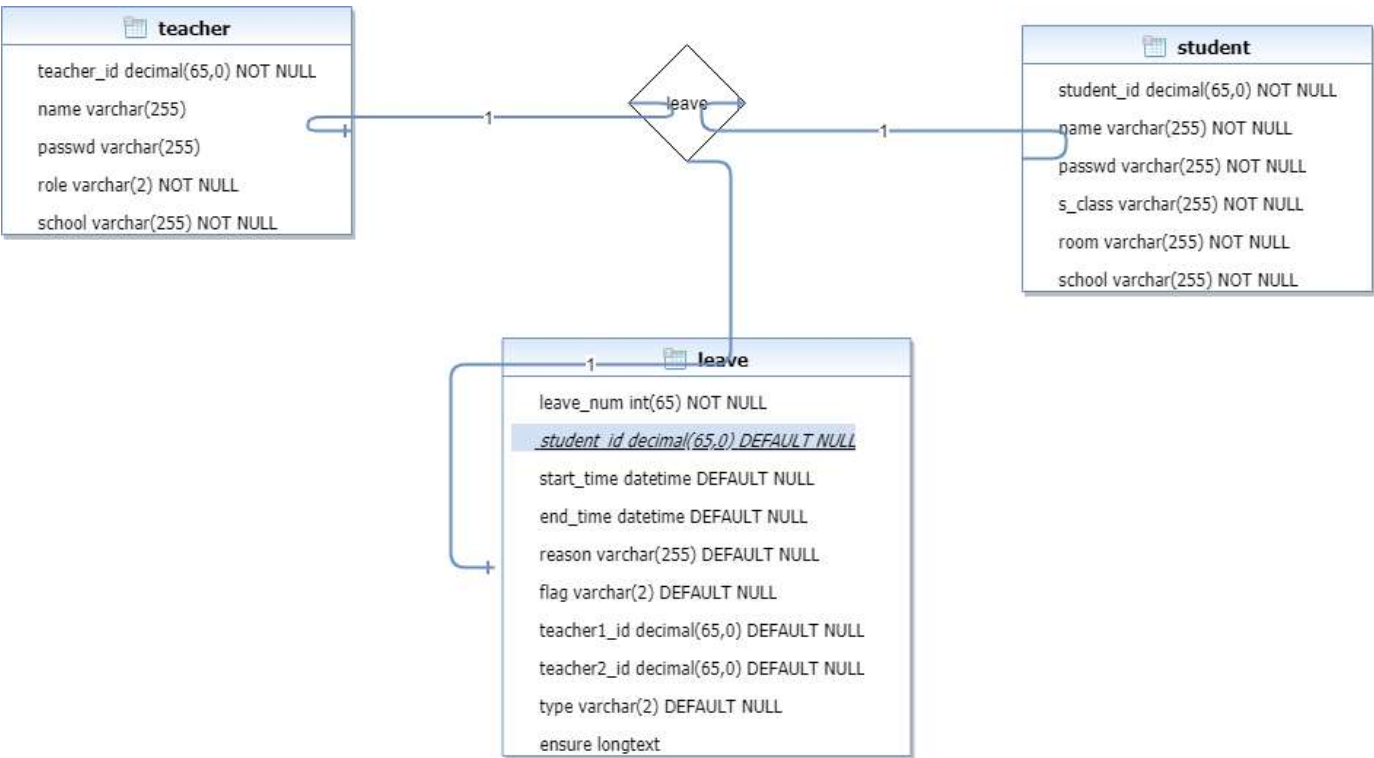 teacher
teacher_id decimal(65,0) NOT NULL
name varchar(255)
passwd varchar(255)
role varchar(2) NOT NULL
school varchar(255) NOT NULL
1
leave
1
student
student_id decimal(65,0) NOT NULL
name varchar(255) NOT NULL
passwd varchar(255) NOT NULL
s_class varchar(255) NOT NULL
room varchar(255) NOT NULL
school varchar(255) NOT NULL
1
leave
leave_num int(65) NOT NULL
student_id decimal(65,0) DEFAULT NULL
start_time datetime DEFAULT NULL
end_time datetime DEFAULT NULL
reason varchar(255) DEFAULT NULL
flag varchar(2) DEFAULT NULL
teacher1_id decimal(65,0) DEFAULT NULL
teacher2_id decimal(65,0) DEFAULT NULL
type varchar(2) DEFAULT NULL
ensure longtext